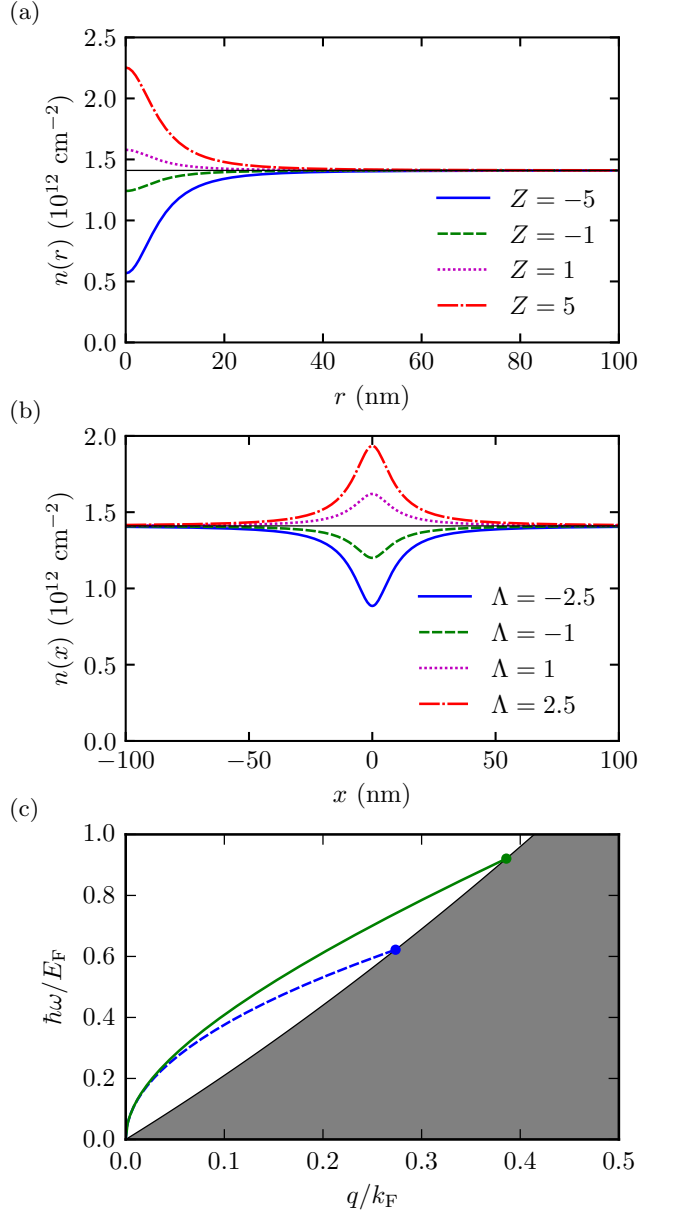 (a)
2.5
2.0
1.5
1.0
0.5
0.0
n(r) (10¹² cm⁻²)
Z = −5
Z = −1
Z = 1
Z = 5
0 20 40 60 80 100
r (nm)
(b)
2.0
1.5
1.0
0.5
0.0
n(x) (10¹² cm⁻²)
Λ = −2.5
Λ = −1
Λ = 1
Λ = 2.5
−100 −50 0 50 100
x (nm)
(c)
1.0
0.8
0.6
0.4
0.2
0.0
ħω/E_F
0.0 0.1 0.2 0.3 0.4 0.5
q/k_F